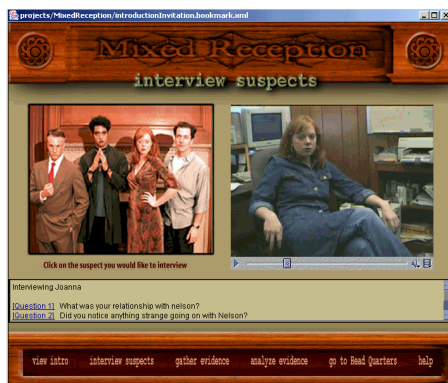 projects/MixedReception/introductionInvitation.bookmark.xml
Mixed Reception
interview suspects
Click on the suspect you would like to interview
Interviewing Joanna
[Question 1] What was your relationship with nelson?
[Question 2] Did you notice anything strange going on with Nelson?
view intro interview suspects gather evidence analyze evidence go to Head Quarters help